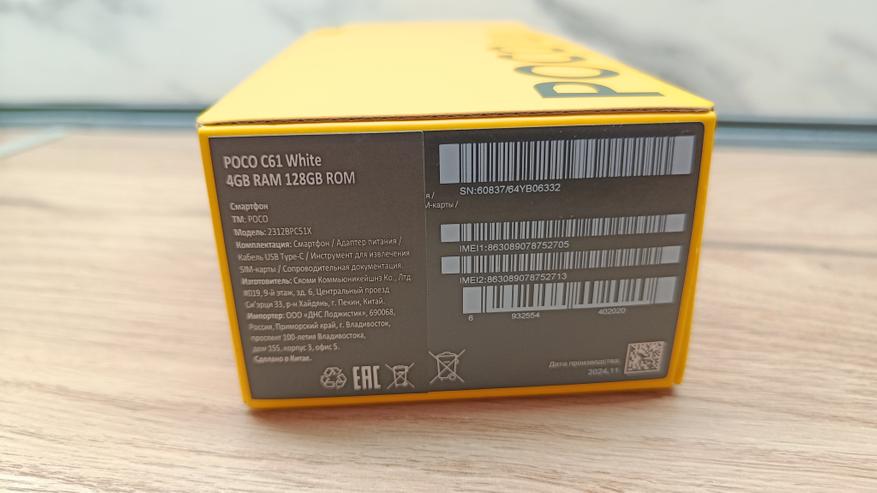 POCO
POCO C61 White
4GB RAM 128GB ROM
Смартфон
TM: POCO
Модель: 2312BPC51X
Комплектация: Смартфон / Адаптер питания /
Кабель USB Type-C / Инструмент для извлечения
SIM-карты / Сопроводительная документация.
Изготовитель: Сяоми Коммьюникейшнз Ко., Лтд.
#019, 9-й этаж, зд. 6, Центральный проезд
Си'эрци 33, р-н Хайдянь, г. Пекин, Китай.
Импортер: ООО «ДНС Лоджистик», 690068,
Россия, Приморский край, г. Владивосток,
проспект 100-летия Владивостока,
дом 155, корпус 3, офис 5.
Сделано в Китае.
EAC
я /
M-карты /
SN:60837/64YB06332
IMEI1:863089078752705
IMEI2:863089078752713
6 932554 402020
Дата производства:
2024.11